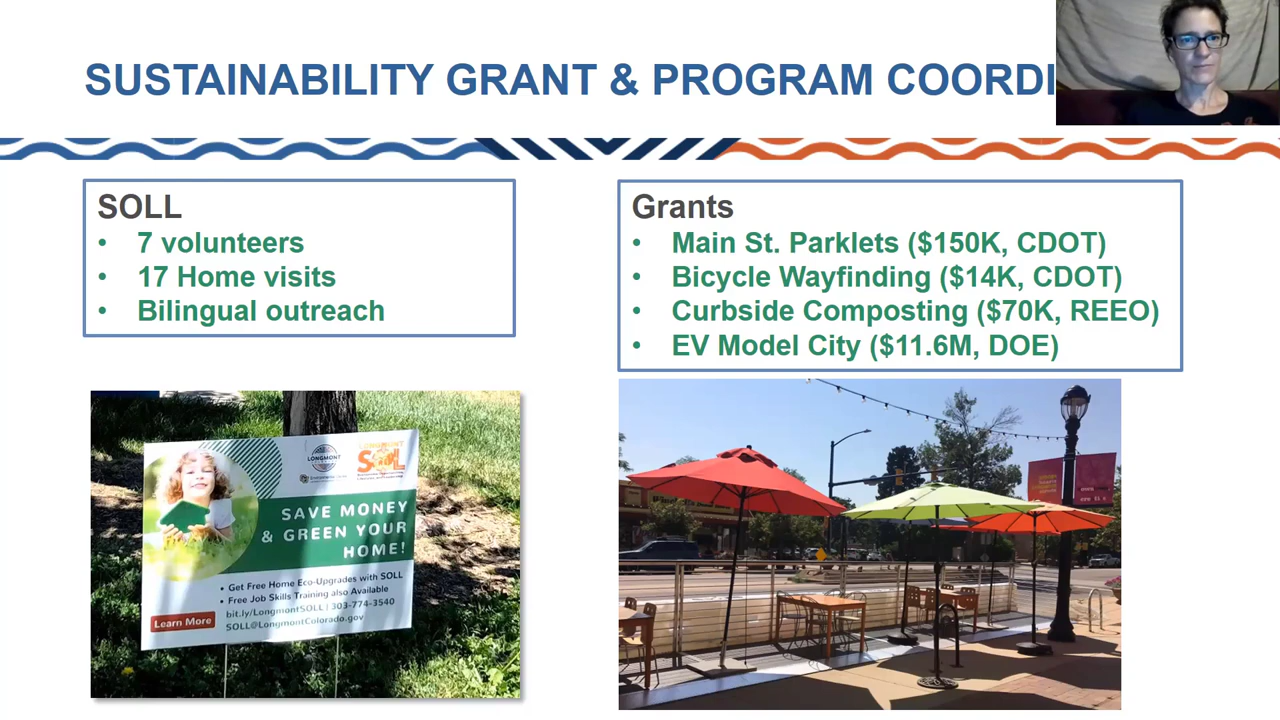 SUSTAINABILITY GRANT & PROGRAM COORDI
SOLL
• 7 volunteers
• 17 Home visits
• Bilingual outreach
Grants
• Main St. Parklets ($150K, CDOT)
• Bicycle Wayfinding ($14K, CDOT)
• Curbside Composting ($70K, REEO)
• EV Model City ($11.6M, DOE)
LONGMONT
LONGMONT
SOLL
SAVE MONEY
& GREEN YOUR
HOME!
• Get Free Home Eco-Upgrades with SOLL
• Free Job Skills Training also Available
bit.ly/LongmontSOLL | 303-774-3540
Learn More
SOLL@LongmontColorado.gov